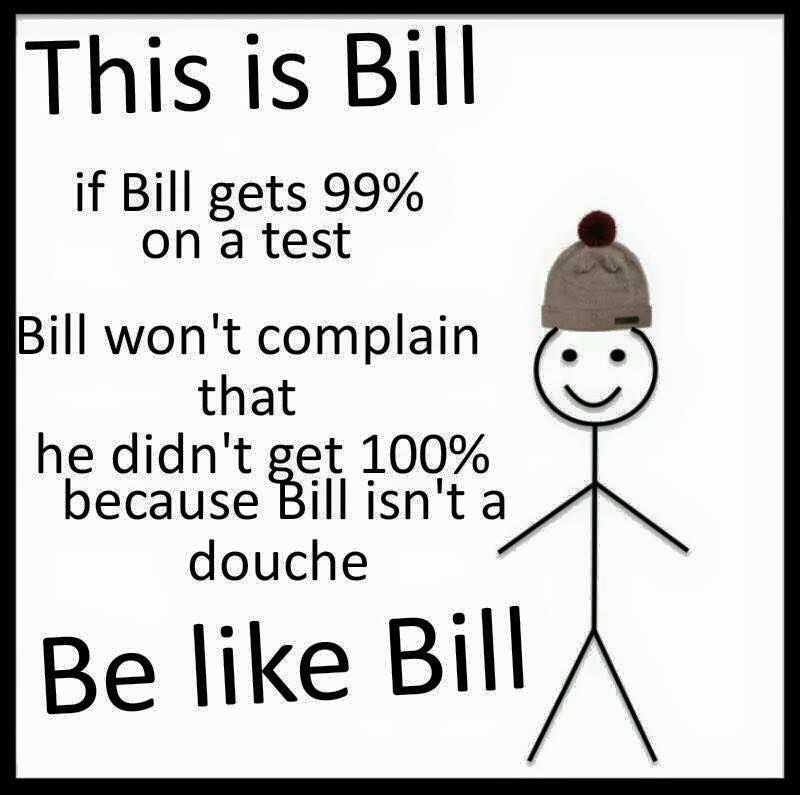 This is Bill
if Bill gets 99%
on a test
Bill won't complain
that
he didn't get 100%
because Bill isn't a
douche
Be like Bill